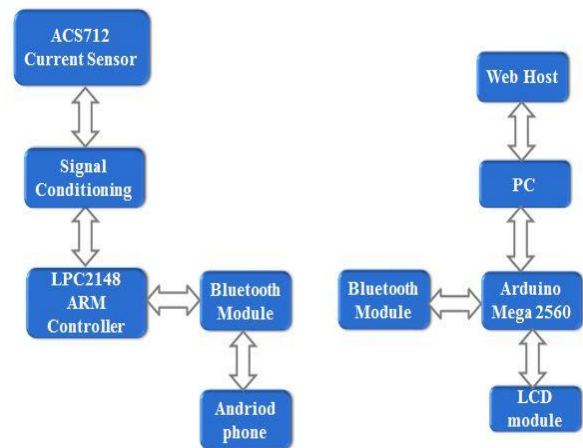 ACS712
Current Sensor
Signal
Conditioning
LPC2148
ARM
Controller
Bluetooth
Module
Andriod
phone
Web Host
PC
Bluetooth
Module
Arduino
Mega 2560
LCD
module